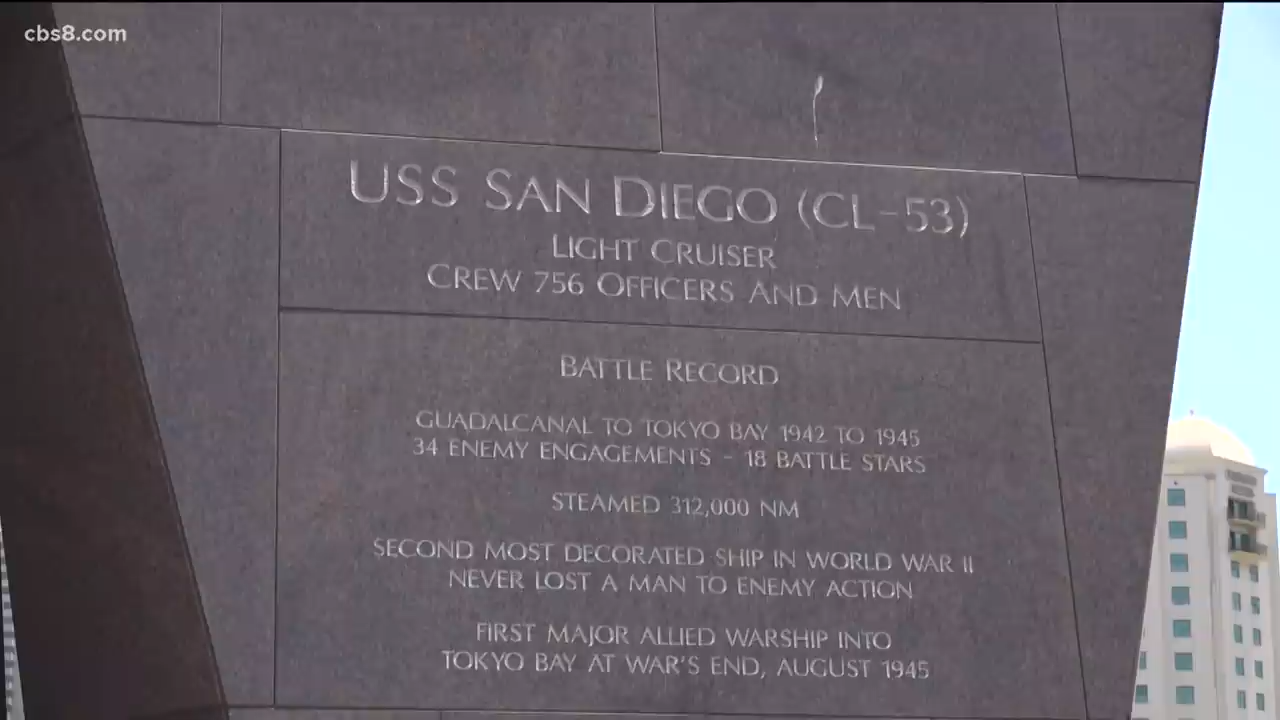 cbs8.com
USS SAN DIEGO (CL-53)
LIGHT CRUISER
CREW 756 OFFICERS AND MEN
BATTLE RECORD
GUADALCANAL TO TOKYO BAY 1942 TO 1945
34 ENEMY ENGAGEMENTS - 18 BATTLE STARS
STEAMED 312,000 NM
SECOND MOST DECORATED SHIP IN WORLD WAR II
NEVER LOST A MAN TO ENEMY ACTION
FIRST MAJOR ALLIED WARSHIP INTO
TOKYO BAY AT WAR'S END, AUGUST 1945